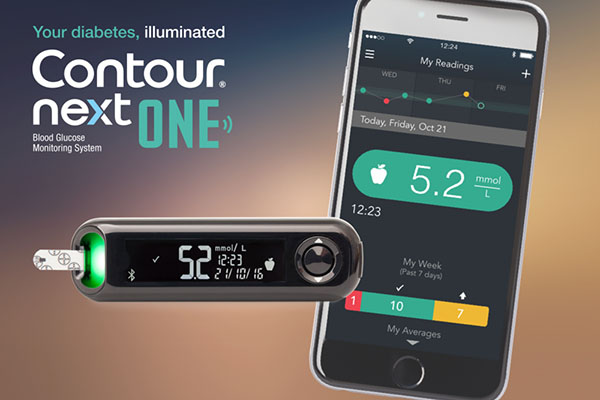 Your diabetes, illuminated
Contour®
next ONE
Blood Glucose
Monitoring System
12:24
My Readings
+
WED THU FRI
Today, Friday, Oct 21
5.2 mmol/L
12:23
My Week
(Past 7 days)
1 10 7
My Averages
5.2 mmol/L
12:23
21/10/16